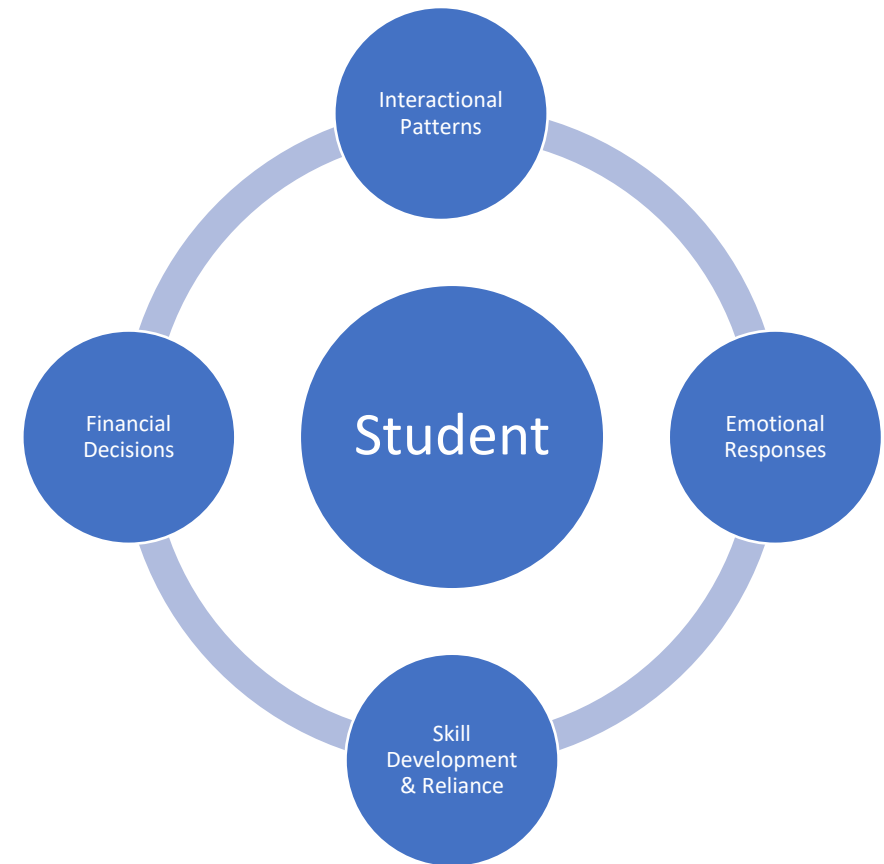 Interactional
Patterns
Financial
Decisions
Student
Emotional
Responses
Skill
Development
& Reliance